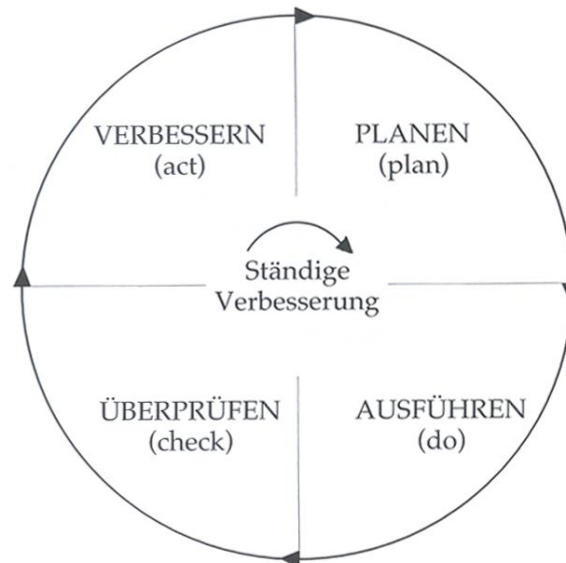 VERBESSERN
(act)
PLANEN
(plan)
Ständige
Verbesserung
ÜBERPRÜFEN
(check)
AUSFÜHREN
(do)